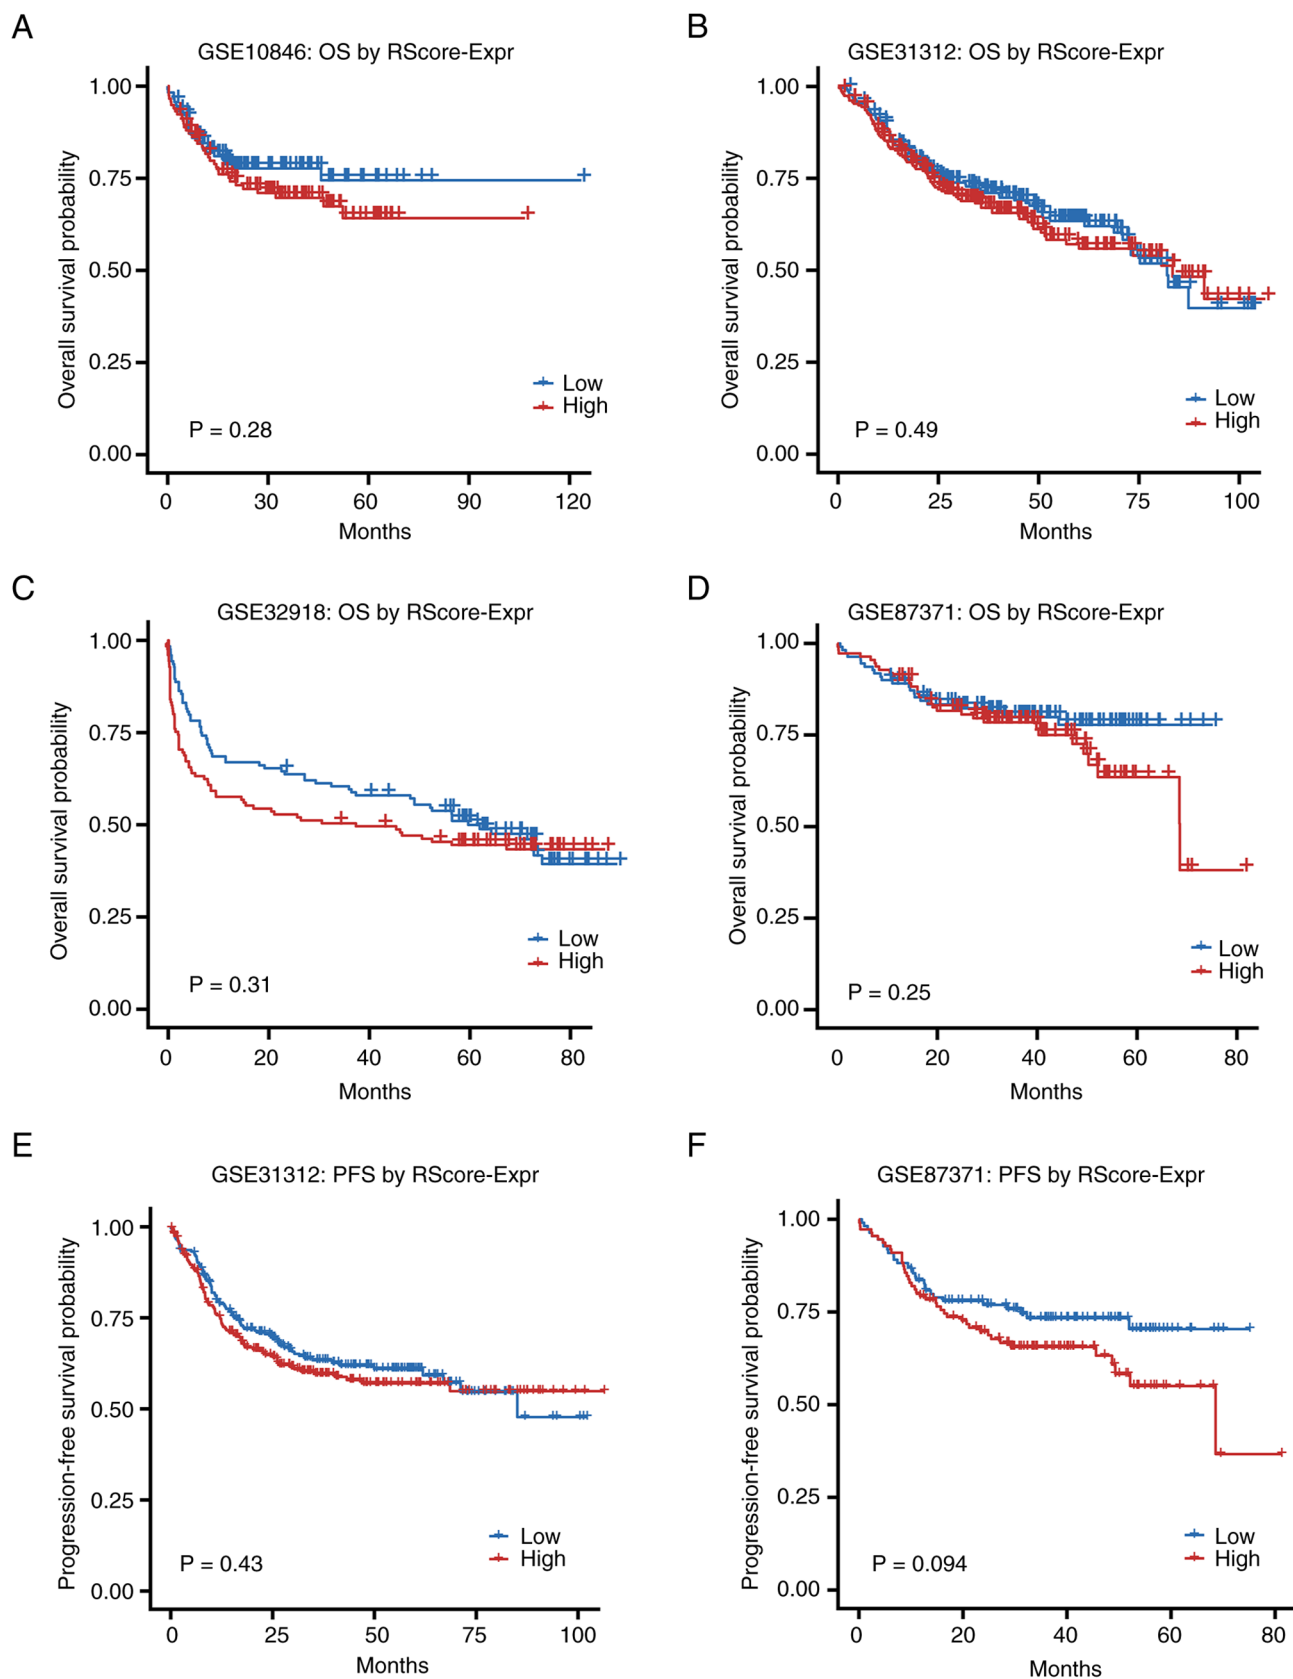 A
GSE10846: OS by RScore-Expr
Overall survival probability
1.00
0.75
0.50
0.25
0.00
Low
High
P = 0.28
0 30 60 90 120
Months
B
GSE31312: OS by RScore-Expr
Overall survival probability
1.00
0.75
0.50
0.25
0.00
Low
High
P = 0.49
0 25 50 75 100
Months
C
GSE32918: OS by RScore-Expr
Overall survival probability
1.00
0.75
0.50
0.25
0.00
Low
High
P = 0.31
0 20 40 60 80
Months
D
GSE87371: OS by RScore-Expr
Overall survival probability
1.00
0.75
0.50
0.25
0.00
Low
High
P = 0.25
0 20 40 60 80
Months
E
GSE31312: PFS by RScore-Expr
Progression-free survival probability
1.00
0.75
0.50
0.25
0.00
Low
High
P = 0.43
0 25 50 75 100
Months
F
GSE87371: PFS by RScore-Expr
Progression-free survival probability
1.00
0.75
0.50
0.25
0.00
Low
High
P = 0.094
0 20 40 60 80
Months